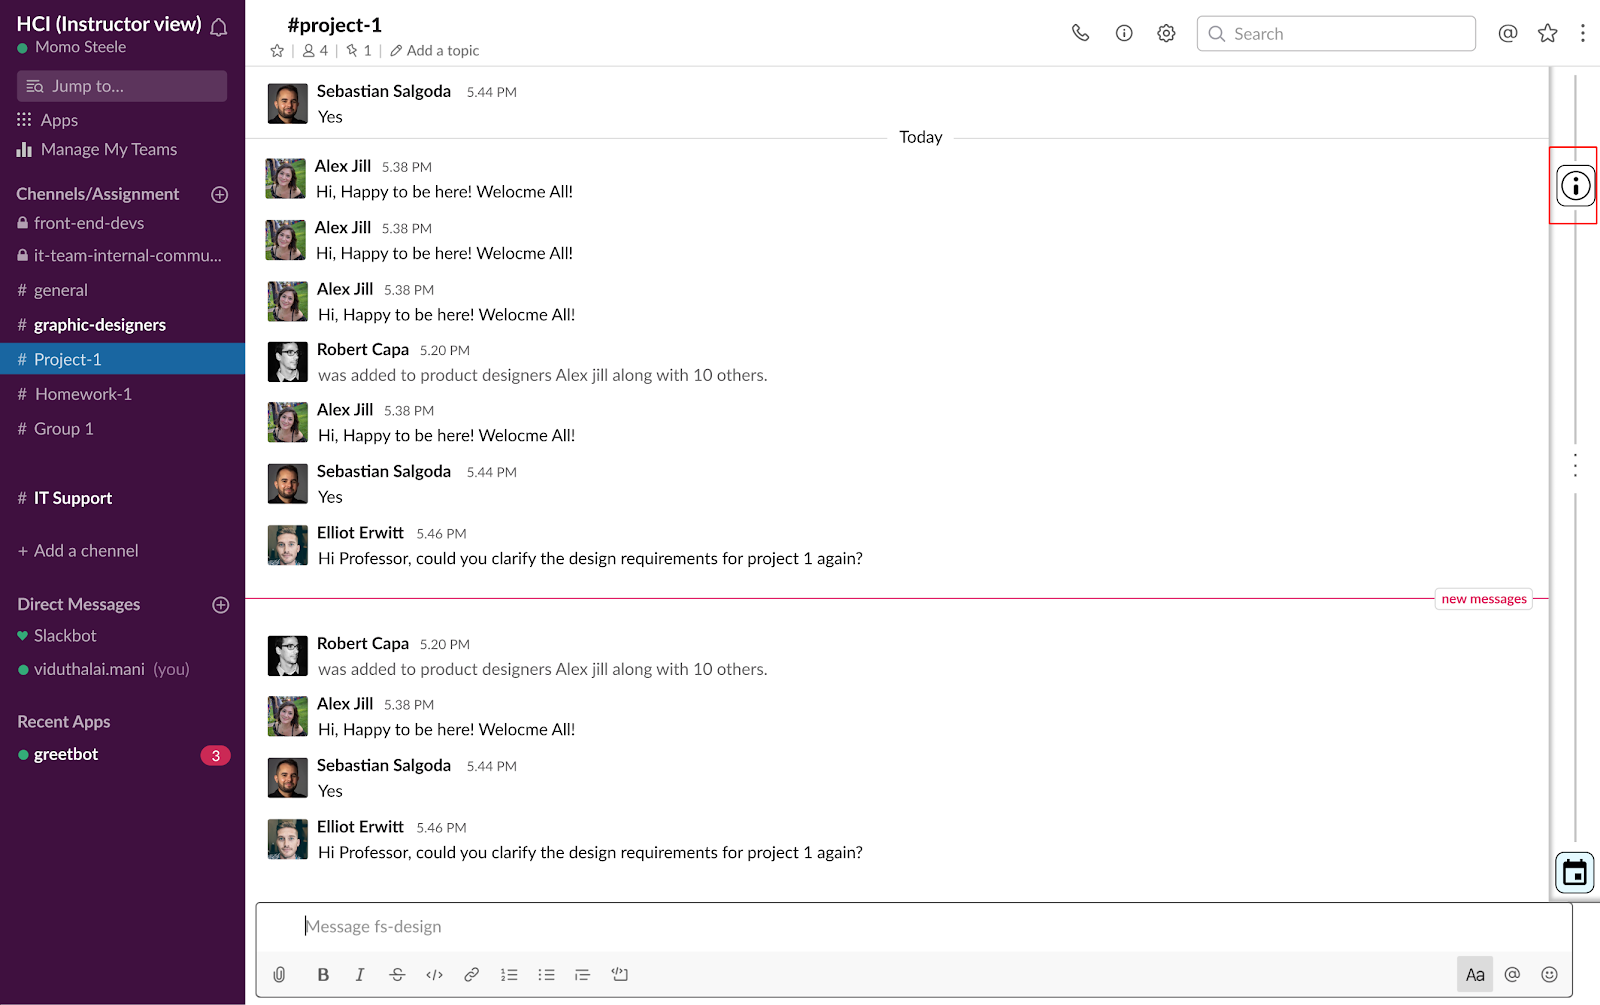 HCI (Instructor view)
Momo Steele
Jump to...
Apps
Manage My Teams
Channels/Assignment
front-end-devs
it-team-internal-commu...
# general
# graphic-designers
# Project-1
# Homework-1
# Group 1
# IT Support
+ Add a chennel
Direct Messages
Slackbot
viduthalai.mani (you)
Recent Apps
greetbot 3
#project-1
4 | 1 | Add a topic
Search
Sebastian Salgoda 5.44 PM
Yes
Today
Alex Jill 5.38 PM
Hi, Happy to be here! Welocme All!
Alex Jill 5.38 PM
Hi, Happy to be here! Welocme All!
Alex Jill 5.38 PM
Hi, Happy to be here! Welocme All!
Robert Capa 5.20 PM
was added to product designers Alex jill along with 10 others.
Alex Jill 5.38 PM
Hi, Happy to be here! Welocme All!
Sebastian Salgoda 5.44 PM
Yes
Elliot Erwitt 5.46 PM
Hi Professor, could you clarify the design requirements for project 1 again?
new messages
Robert Capa 5.20 PM
was added to product designers Alex jill along with 10 others.
Alex Jill 5.38 PM
Hi, Happy to be here! Welocme All!
Sebastian Salgoda 5.44 PM
Yes
Elliot Erwitt 5.46 PM
Hi Professor, could you clarify the design requirements for project 1 again?
Message fs-design
B I S </> Aa @